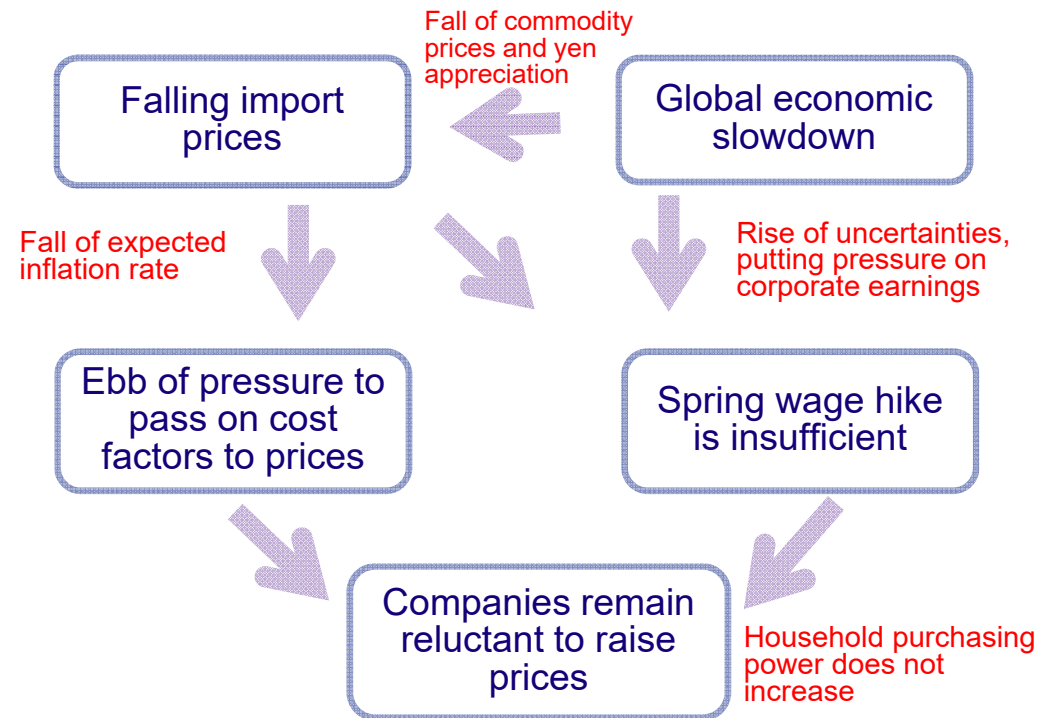 Fall of commodity
prices and yen
appreciation
Falling import
prices
Global economic
slowdown
Fall of expected
inflation rate
Rise of uncertainties,
putting pressure on
corporate earnings
Ebb of pressure to
pass on cost
factors to prices
Spring wage hike
is insufficient
Companies remain
reluctant to raise
prices
Household purchasing
power does not
increase